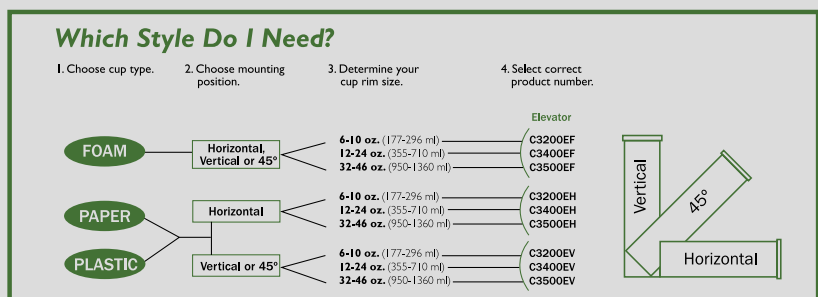 Which Style Do I Need?
1. Choose cup type.
2. Choose mounting
position.
3. Determine your
cup rim size.
4. Select correct
product number.
Elevator
FOAM
Horizontal,
Vertical or 45º
6-10 oz. (177-296 ml) C3200EF
12-24 oz. (355-710 ml) C3400EF
32-46 oz. (950-1360 ml) C3500EF
PAPER
PLASTIC
Horizontal
6-10 oz. (177-296 ml) C3200EH
12-24 oz. (355-710 ml) C3400EH
32-46 oz. (950-1360 ml) C3500EH
Vertical or 45º
6-10 oz. (177-296 ml) C3200EV
12-24 oz. (355-710 ml) C3400EV
32-46 oz. (950-1360 ml) C3500EV
Vertical
45º
Horizontal